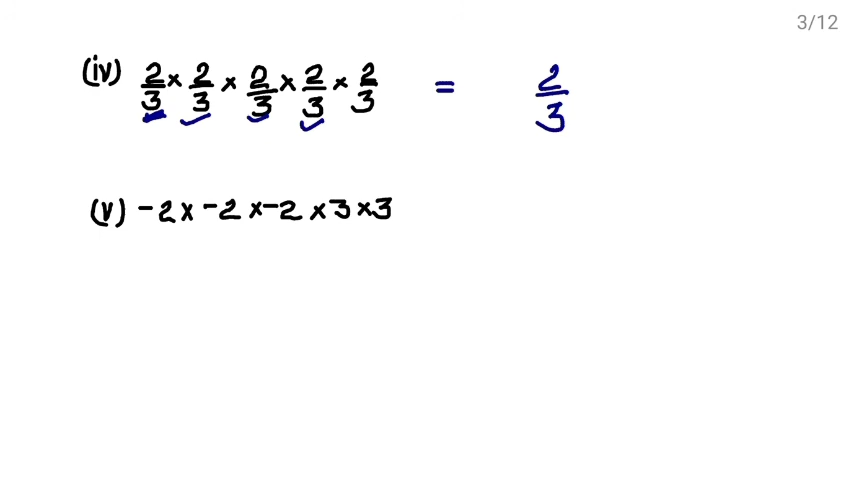 3/12
(iv) 2/3 × 2/3 × 2/3 × 2/3 × 2/3 = 2/3
(v) -2 × -2 × -2 × 3 × 3